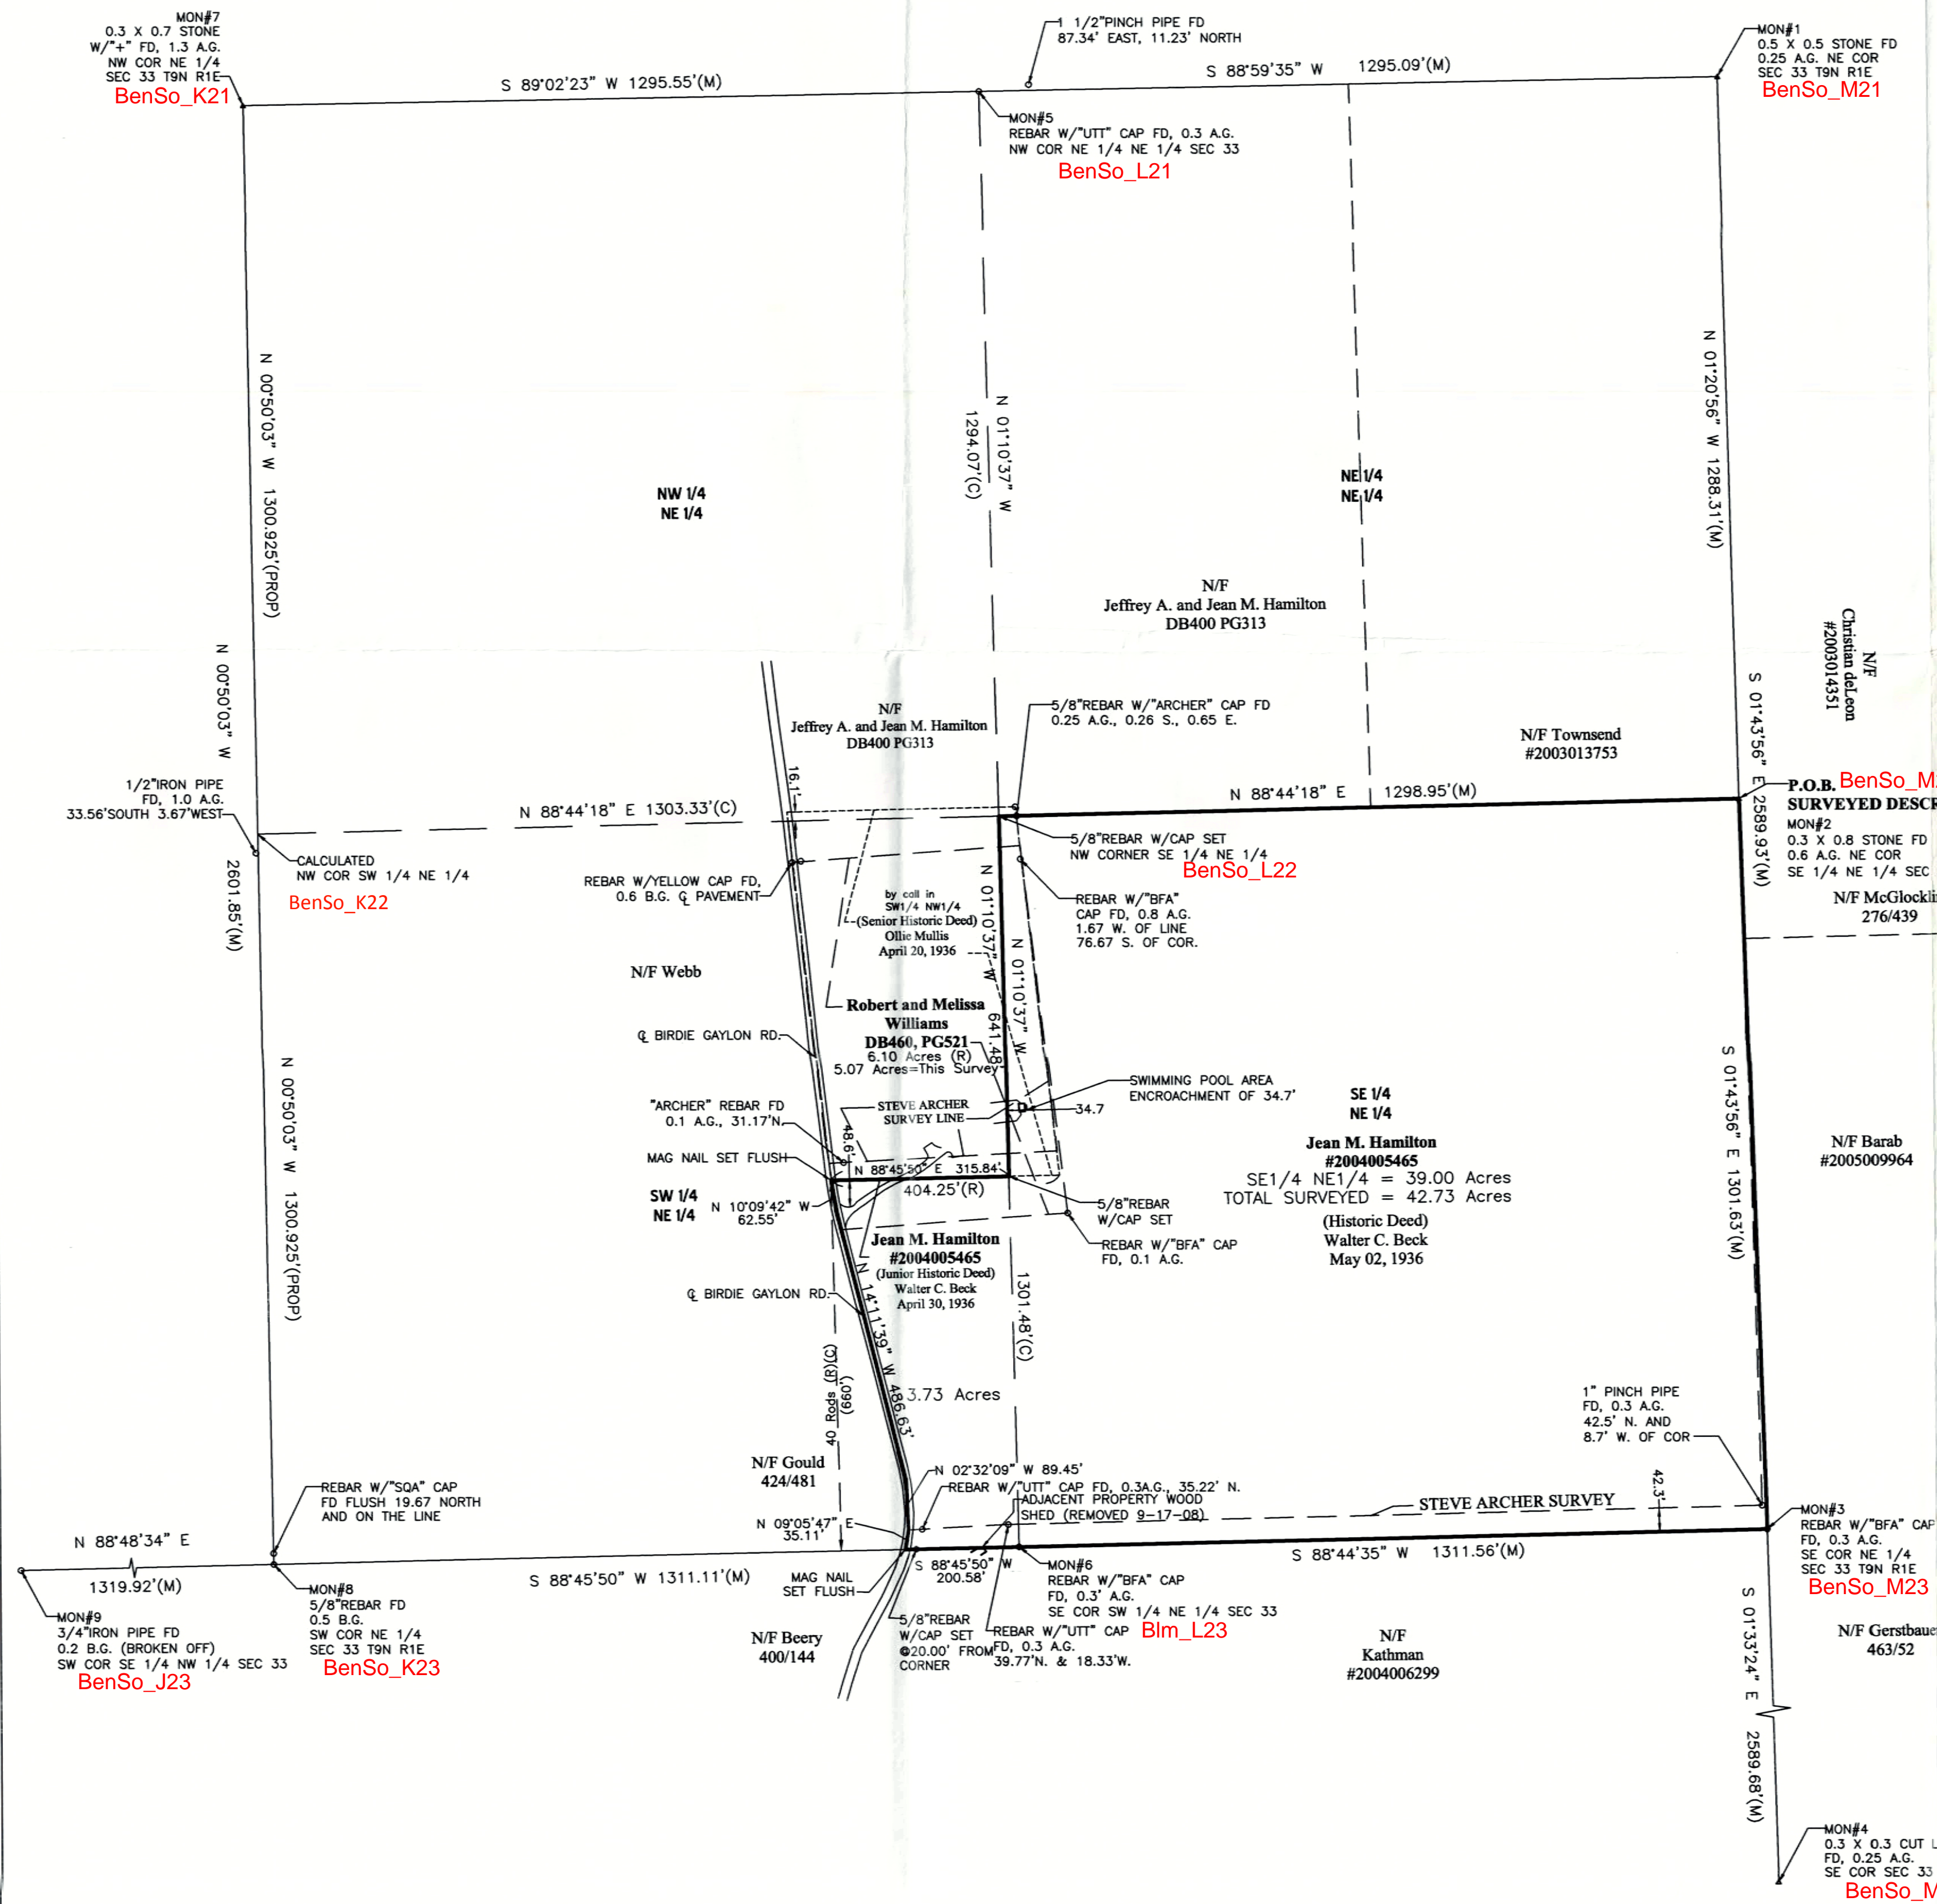 MON#7
0.3 X 0.7 STONE
W/"+" FD, 1.3 A.G.
NW COR NE 1/4
SEC 33 T9N R1E
BenSo_K21
S 89°02'23" W 1295.55'(M)
1 1/2"PINCH PIPE FD
87.34' EAST, 11.23' NORTH
S 88°59'35" W 1295.09'(M)
MON#1
0.5 X 0.5 STONE FD
0.25 A.G. NE COR
SEC 33 T9N R1E
BenSo_M21
MON#5
REBAR W/"UTT" CAP FD, 0.3 A.G.
NW COR NE 1/4 NE 1/4 SEC 33
BenSo_L21
N 00°50'03" W 1300.925'(PROP)
N 01°10'37" W
1294.07'(C)
N 01°20'56" W 1288.31'(M)
NW 1/4
NE 1/4
NE 1/4
NE 1/4
N/F
Jeffrey A. and Jean M. Hamilton
DB400 PG313
N/F
Christian deLeon
#2003014351
N 00°50'03" W
2601.85'(M)
S 01°43'56" E 2589.93'(M)
N/F
Jeffrey A. and Jean M. Hamilton
DB400 PG313
5/8"REBAR W/"ARCHER" CAP FD
0.25 A.G., 0.26 S., 0.65 E.
N/F Townsend
#2003013753
1/2"IRON PIPE
FD, 1.0 A.G.
33.56'SOUTH 3.67'WEST
16.1'
N 88°44'18" E 1303.33'(C)
N 88°44'18" E 1298.95'(M)
P.O.B. BenSo_M
SURVEYED DESCR
MON#2
0.3 X 0.8 STONE FD
0.6 A.G. NE COR
SE 1/4 NE 1/4 SEC
CALCULATED
NW COR SW 1/4 NE 1/4
BenSo_K22
5/8"REBAR W/CAP SET
NW CORNER SE 1/4 NE 1/4
BenSo_L22
REBAR W/YELLOW CAP FD,
0.6 B.G. ℄ PAVEMENT
by call in
SW1/4 NW1/4
(Senior Historic Deed)
Ollie Mullis
April 20, 1936
REBAR W/"BFA"
CAP FD, 0.8 A.G.
1.67 W. OF LINE
76.67 S. OF COR.
N/F McGlockli
276/439
N 01°10'37" W 641.48'
N 01°10'37" W
N/F Webb
Robert and Melissa
Williams
DB460, PG521
6.10 Acres (R)
5.07 Acres=This Survey
℄ BIRDIE GAYLON RD.
N 00°50'03" W 1300.925'(PROP)
S 01°43'56" E 1301.63'(M)
SWIMMING POOL AREA
ENCROACHMENT OF 34.7'
34.7
"ARCHER" REBAR FD
0.1 A.G., 31.17'N.
STEVE ARCHER
SURVEY LINE
48.6'
MAG NAIL SET FLUSH
N 88°45'50" E 315.84'
404.25'(R)
SE 1/4
NE 1/4
Jean M. Hamilton
#2004005465
SE1/4 NE1/4 = 39.00 Acres
TOTAL SURVEYED = 42.73 Acres
(Historic Deed)
Walter C. Beck
May 02, 1936
N/F Barab
#2005009964
SW 1/4
NE 1/4
N 10°09'42" W
62.55'
5/8"REBAR
W/CAP SET
REBAR W/"BFA" CAP
FD, 0.1 A.G.
Jean M. Hamilton
#2004005465
(Junior Historic Deed)
Walter C. Beck
April 30, 1936
℄ BIRDIE GAYLON RD.
N 14°11'39" W 486.63'
1301.48'(C)
40 Rods (R)(C)
(660')
3.73 Acres
1" PINCH PIPE
FD, 0.3 A.G.
42.5' N. AND
8.7' W. OF COR
N/F Gould
424/481
N 02°32'09" W 89.45'
REBAR W/"UTT" CAP FD, 0.3A.G., 35.22' N.
ADJACENT PROPERTY WOOD
SHED (REMOVED 9-17-08)
STEVE ARCHER SURVEY
42.3'
REBAR W/"SQA" CAP
FD FLUSH 19.67 NORTH
AND ON THE LINE
N 09°05'47" E
35.11'
MON#3
REBAR W/"BFA" CAP
FD, 0.3 A.G.
SE COR NE 1/4
SEC 33 T9N R1E
BenSo_M23
N 88°48'34" E
1319.92'(M)
S 88°45'50" W 1311.11'(M)
MAG NAIL
SET FLUSH
S 88°45'50" W
200.58'
S 88°44'35" W 1311.56'(M)
MON#6
REBAR W/"BFA" CAP
FD, 0.3' A.G.
SE COR SW 1/4 NE 1/4 SEC 33
Blm_L23
MON#9
3/4"IRON PIPE FD
0.2 B.G. (BROKEN OFF)
SW COR SE 1/4 NW 1/4 SEC 33
BenSo_J23
MON#8
5/8"REBAR FD
0.5 B.G.
SW COR NE 1/4
SEC 33 T9N R1E
BenSo_K23
N/F Beery
400/144
5/8"REBAR
W/CAP SET
@20.00' FROM
CORNER
REBAR W/"UTT" CAP
FD, 0.3 A.G.
39.77'N. & 18.33'W.
N/F
Kathman
#2004006299
N/F Gerstbaue
463/52
S 01°33'24" E 2589.68'(M)
MON#4
0.3 X 0.3 CUT L
FD, 0.25 A.G.
SE COR SEC 33
BenSo_M